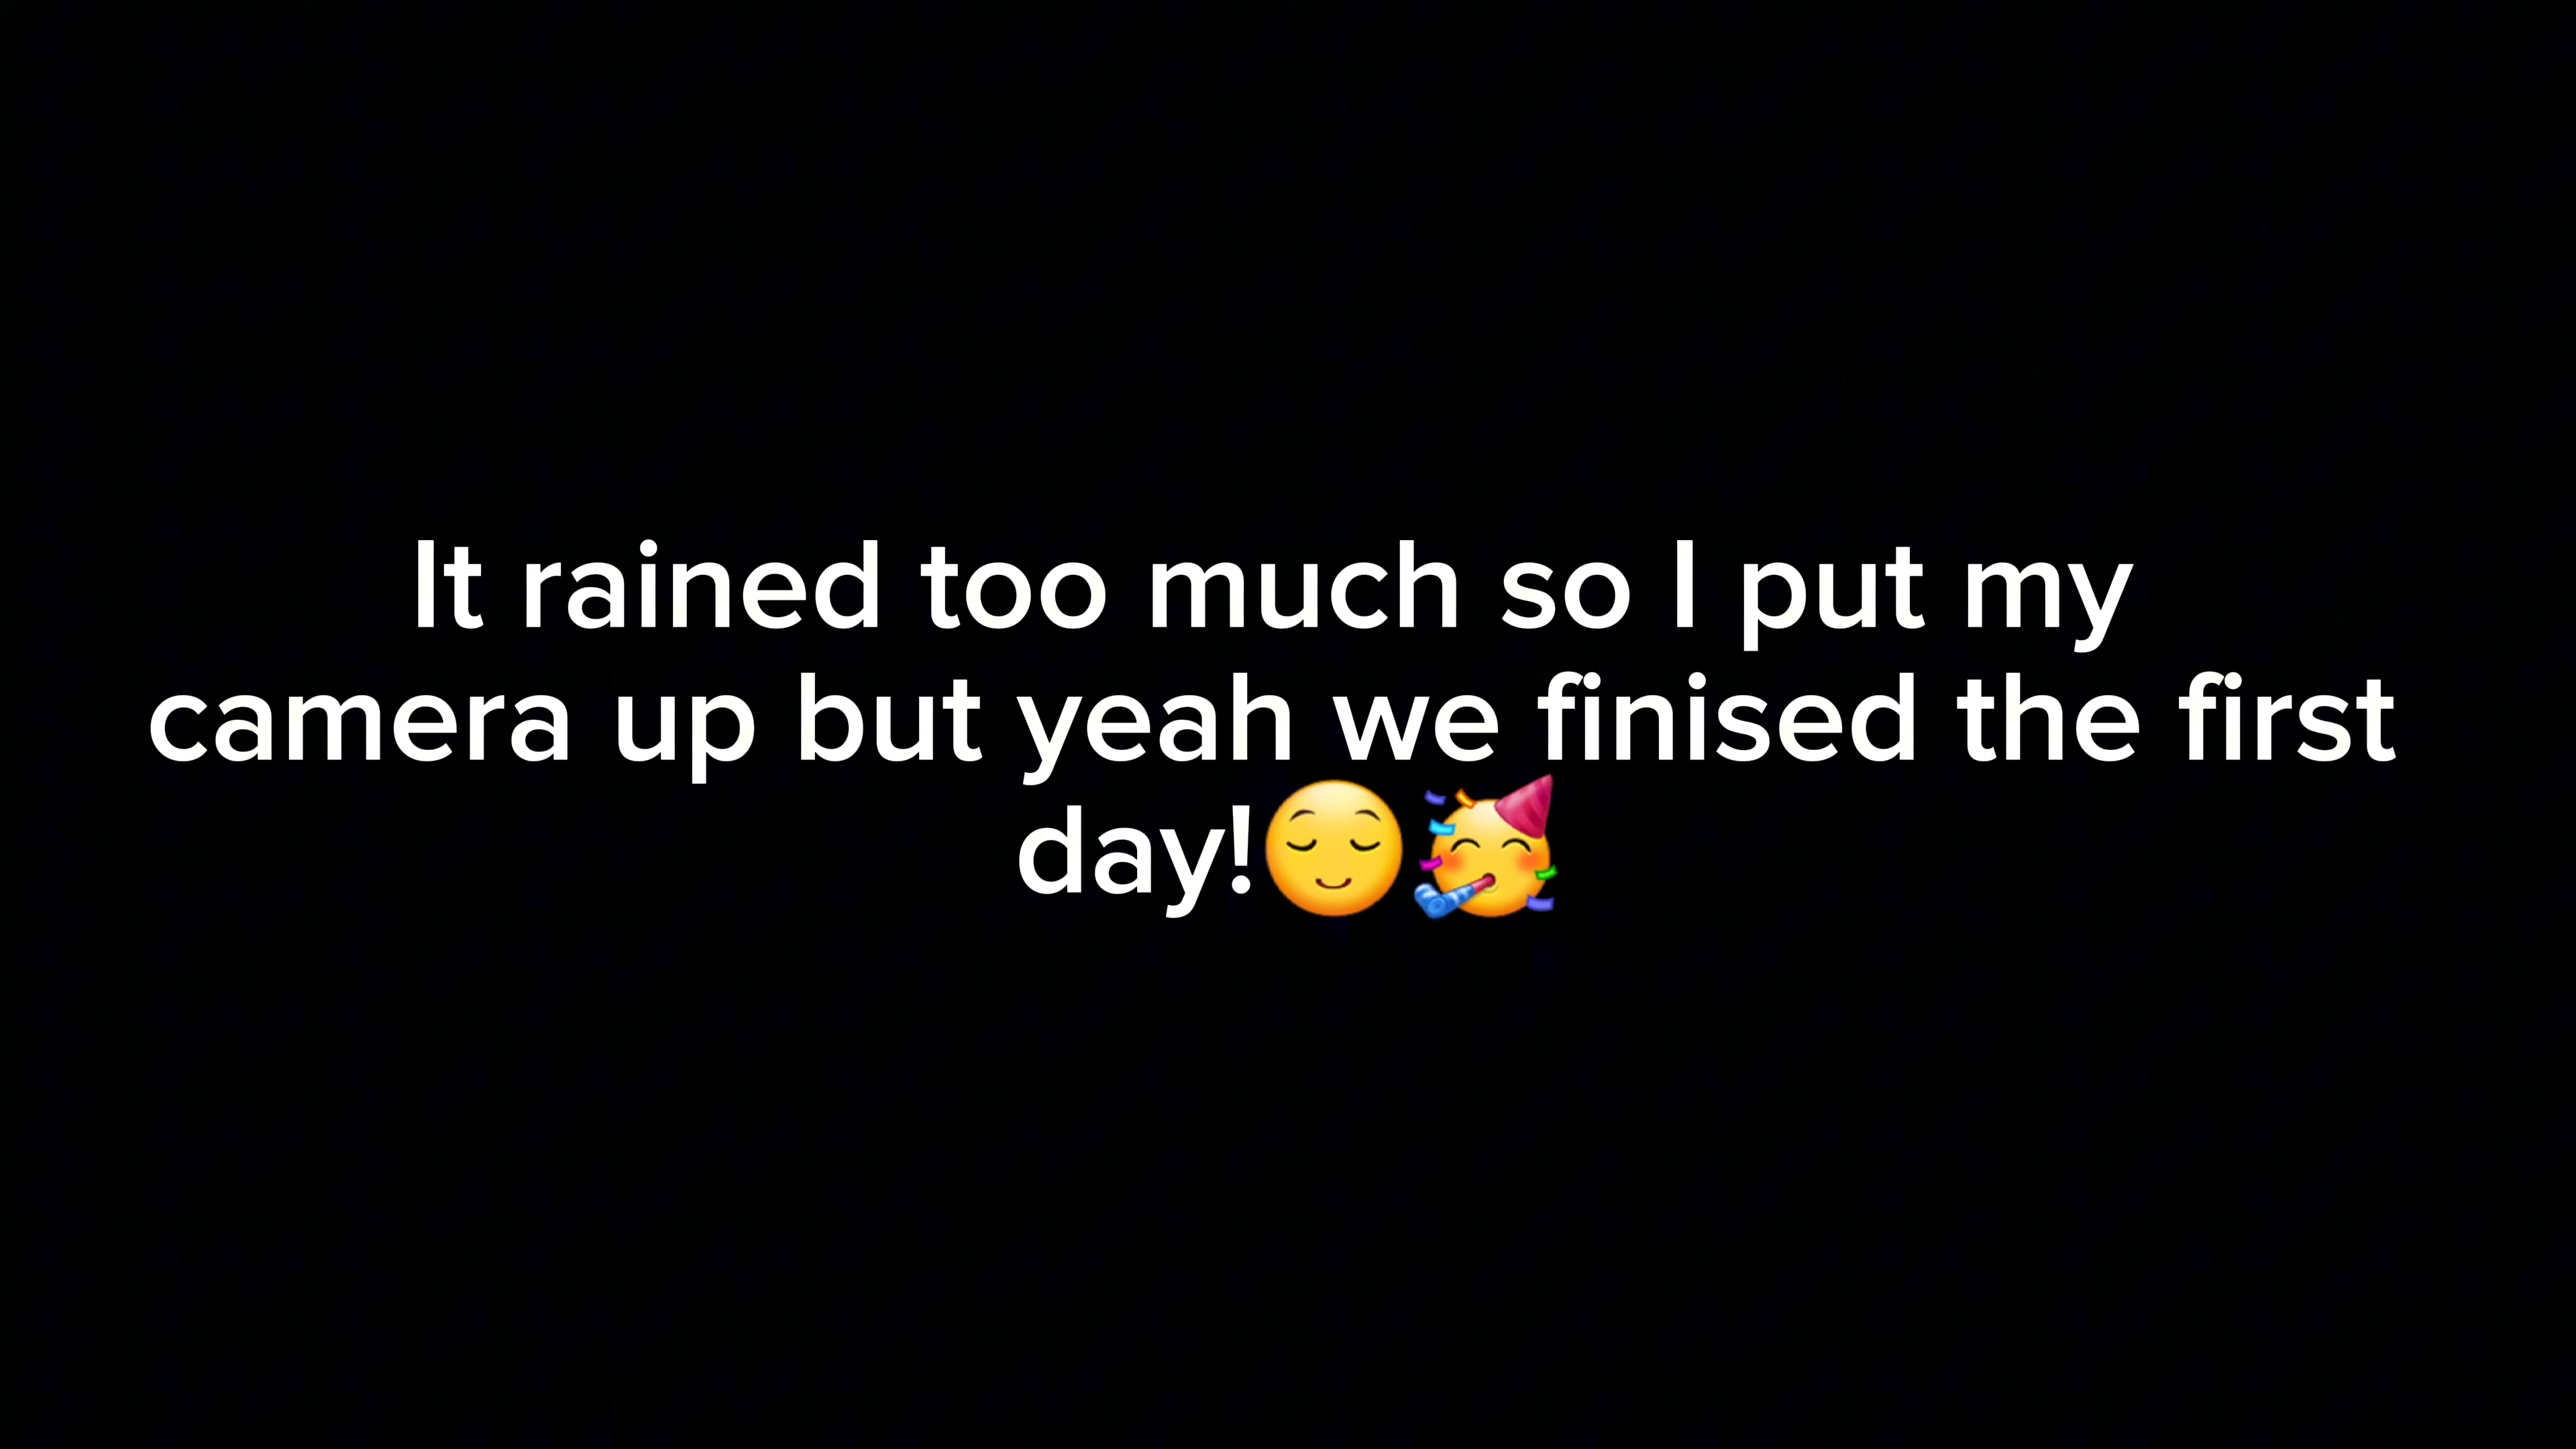 It rained too much so I put my
camera up but yeah we finised the first
day!😌🥳